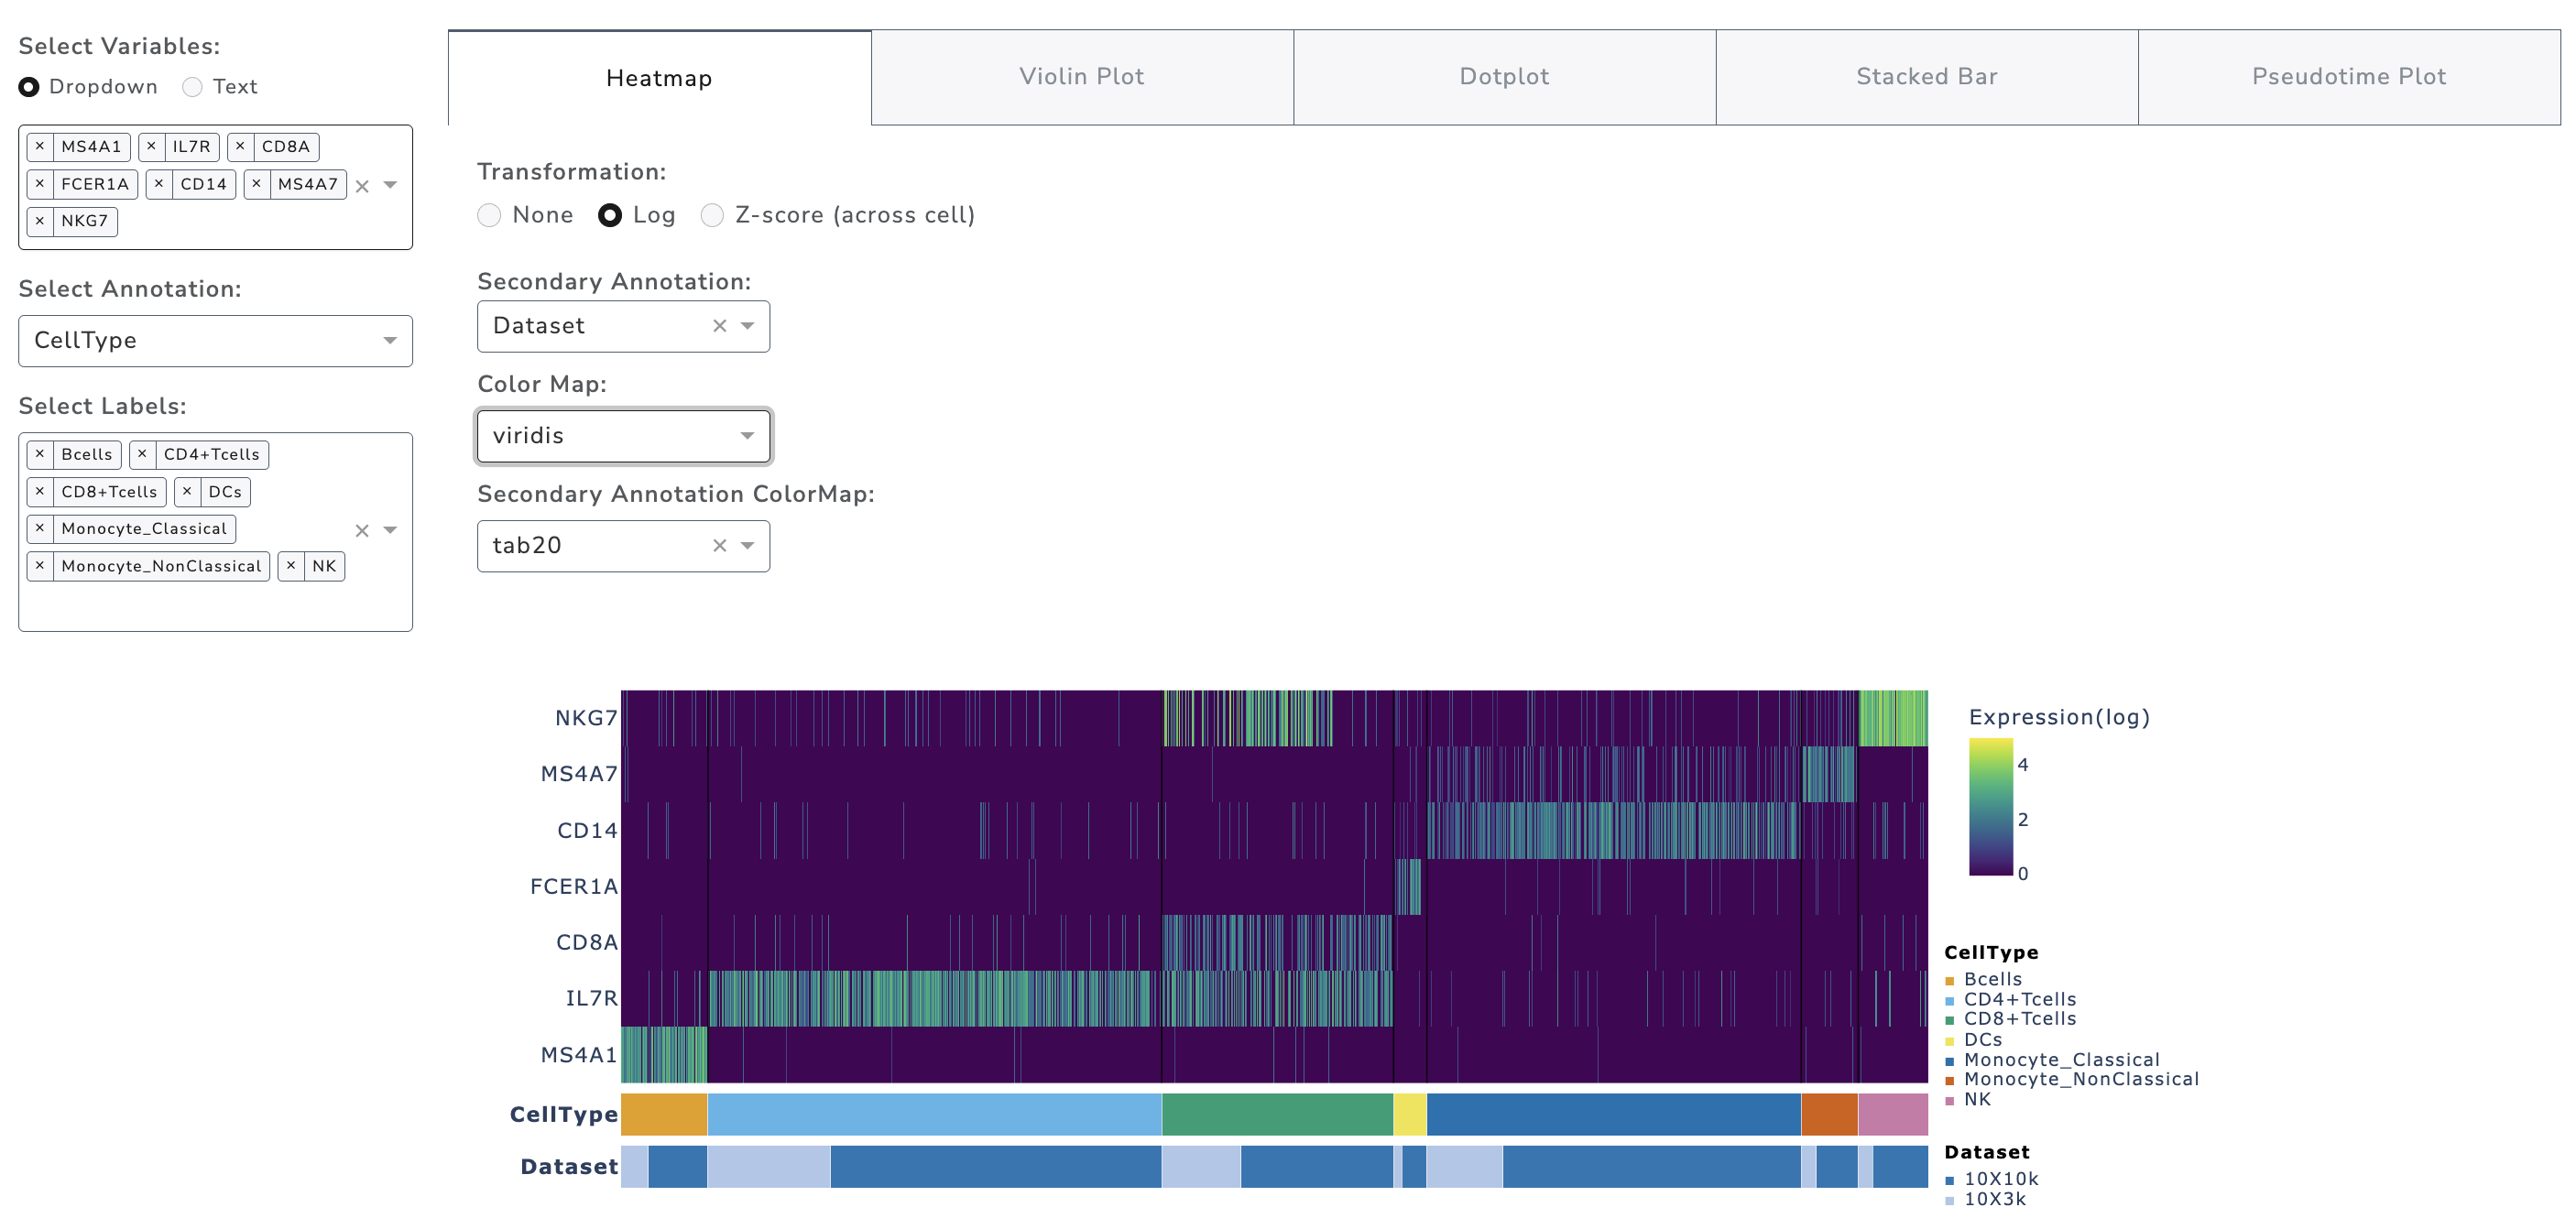 Select Variables:
Dropdown Text
× MS4A1 × IL7R × CD8A
× FCER1A × CD14 × MS4A7
× NKG7
Select Annotation:
CellType
Select Labels:
× Bcells × CD4+Tcells
× CD8+Tcells × DCs
× Monocyte_Classical
× Monocyte_NonClassical × NK
Heatmap Violin Plot Dotplot Stacked Bar Pseudotime Plot
Transformation:
None Log Z-score (across cell)
Secondary Annotation:
Dataset
Color Map:
viridis
Secondary Annotation ColorMap:
tab20
NKG7
MS4A7
CD14
FCER1A
CD8A
IL7R
MS4A1
CellType
Dataset
Expression(log)
4
2
0
CellType
Bcells
CD4+Tcells
CD8+Tcells
DCs
Monocyte_Classical
Monocyte_NonClassical
NK
Dataset
10X10k
10X3k